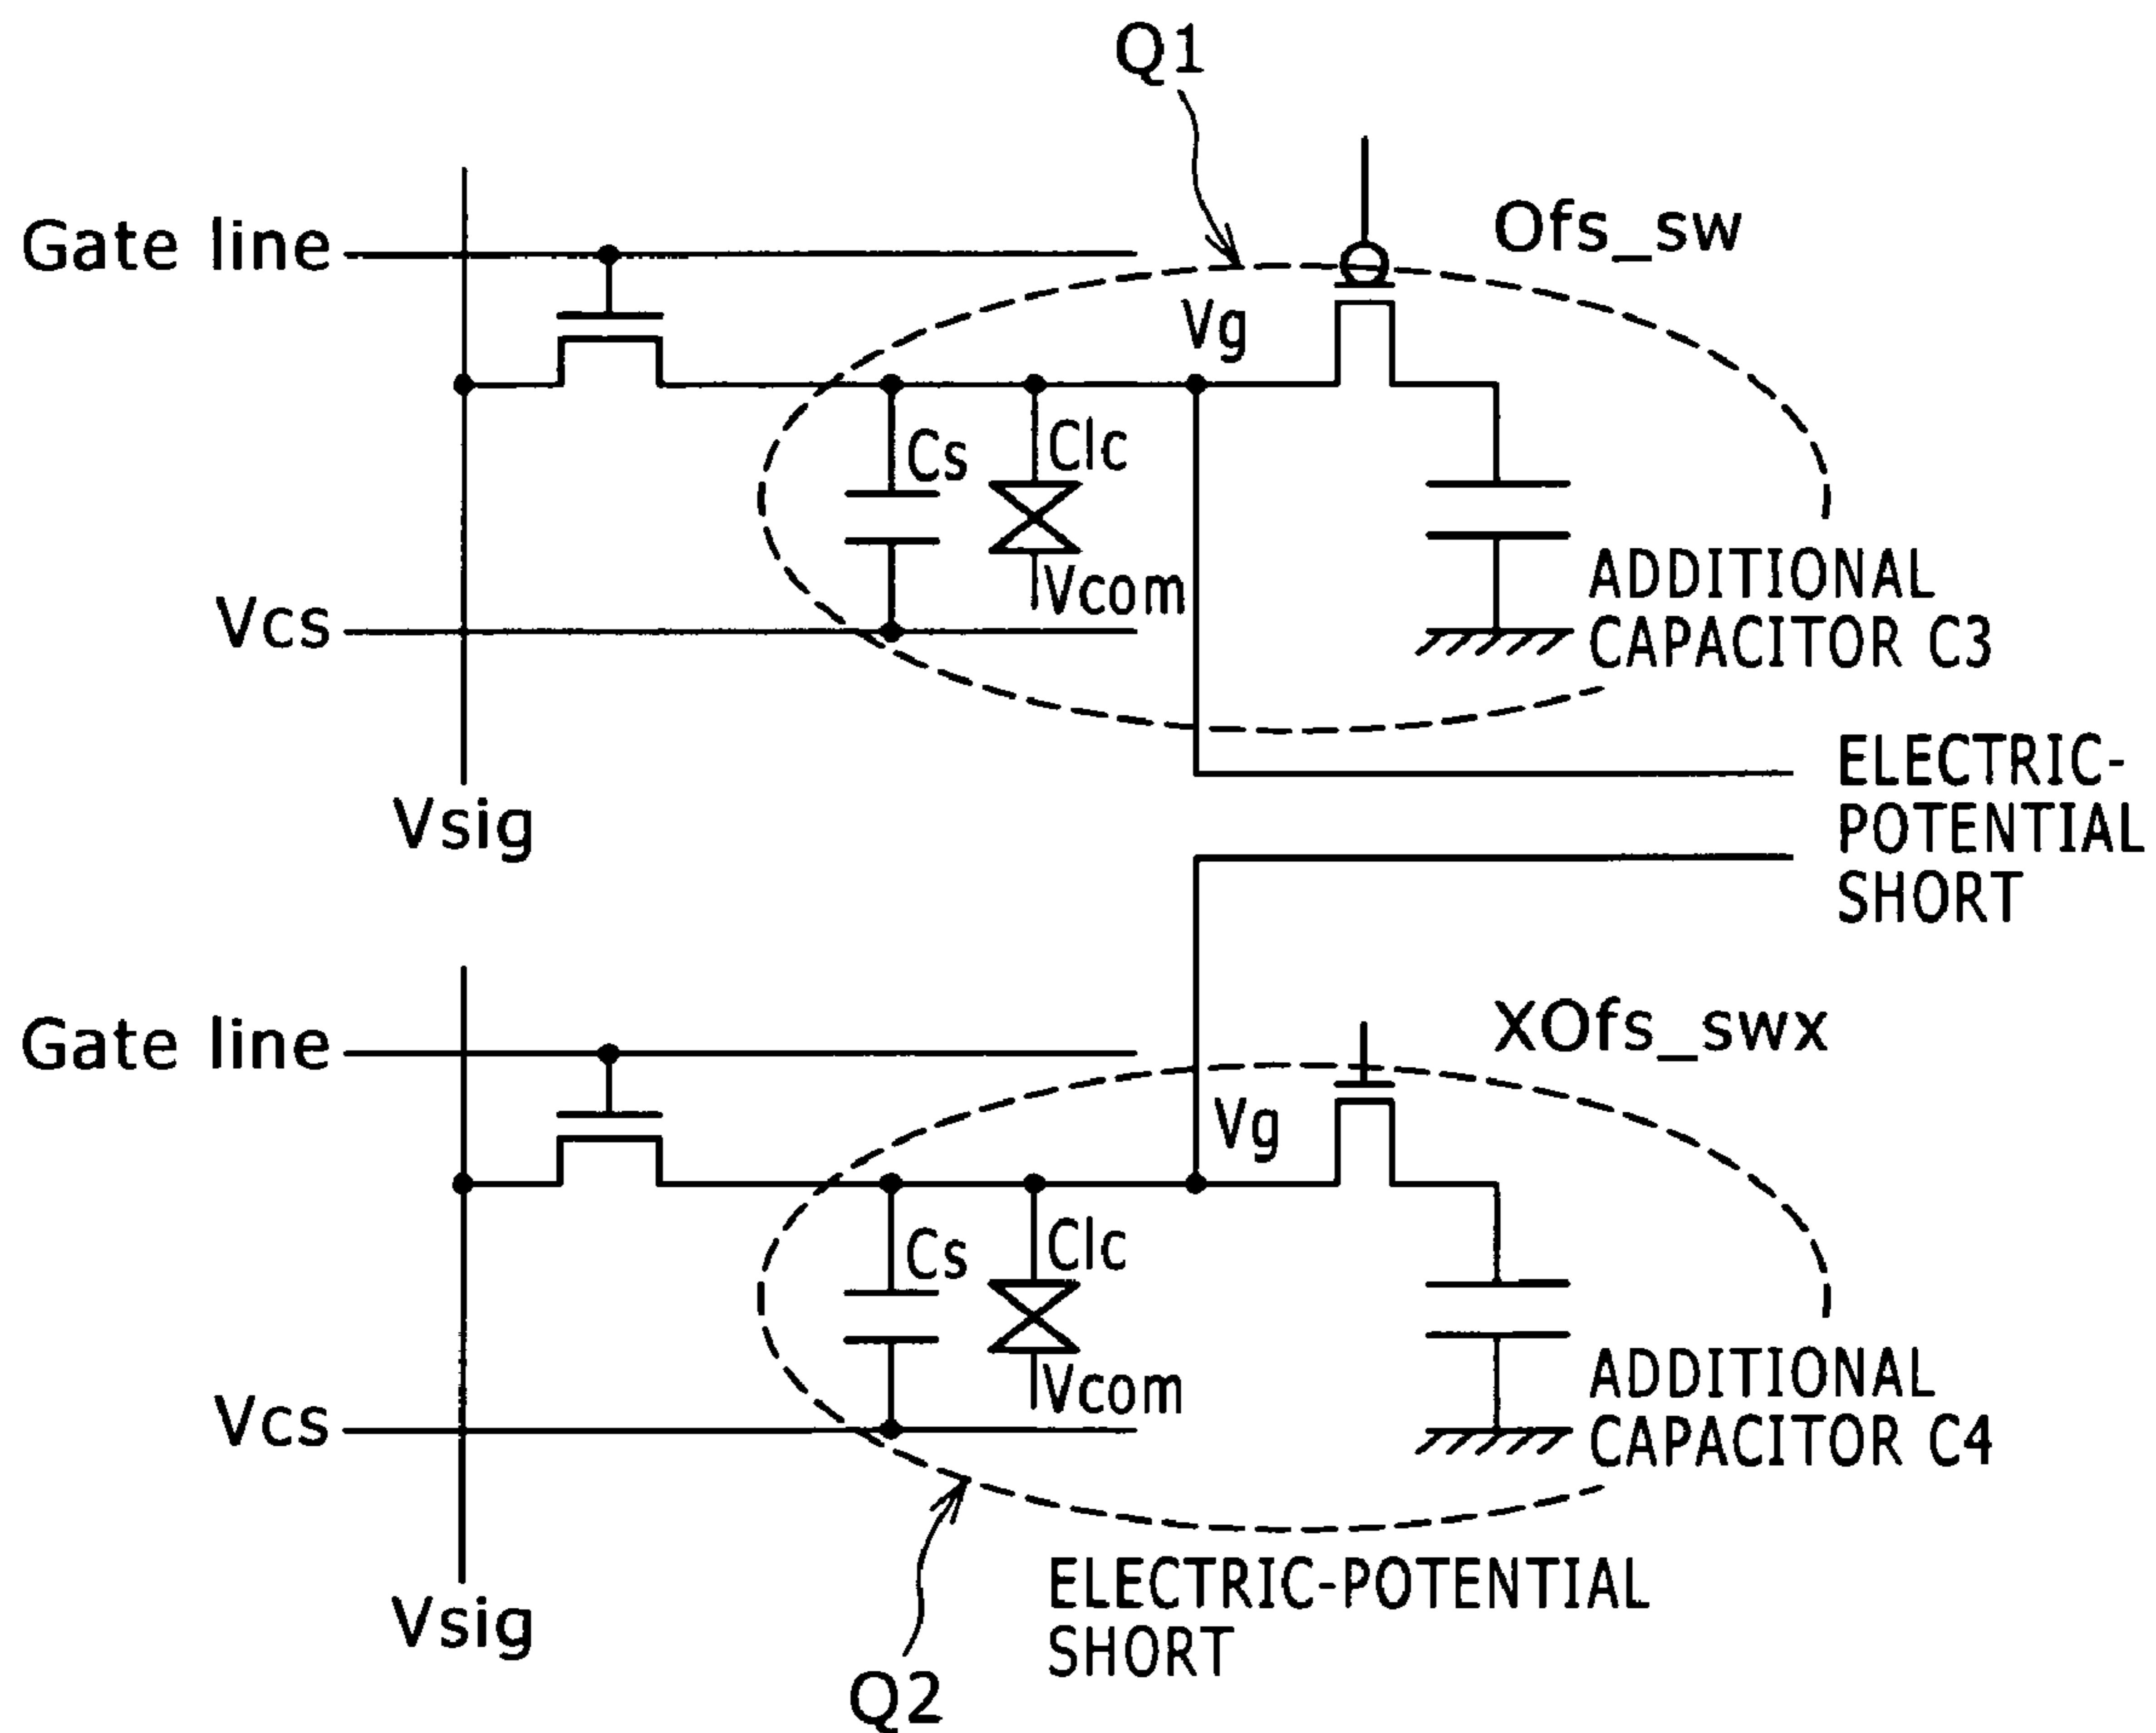 Q1
Gate line
Ofs_sw
Vg
Cs
Clc
Vcom
Vcs
ADDITIONAL
CAPACITOR C3
Vsig
ELECTRIC-
POTENTIAL
SHORT
Gate line
XOfs_swx
Vg
Cs
Clc
Vcom
Vcs
ADDITIONAL
CAPACITOR C4
Vsig
ELECTRIC-POTENTIAL
SHORT
Q2